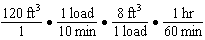 120 ft³/1 • 1 load/10 min • 8 ft³/1 load • 1 hr/60 min